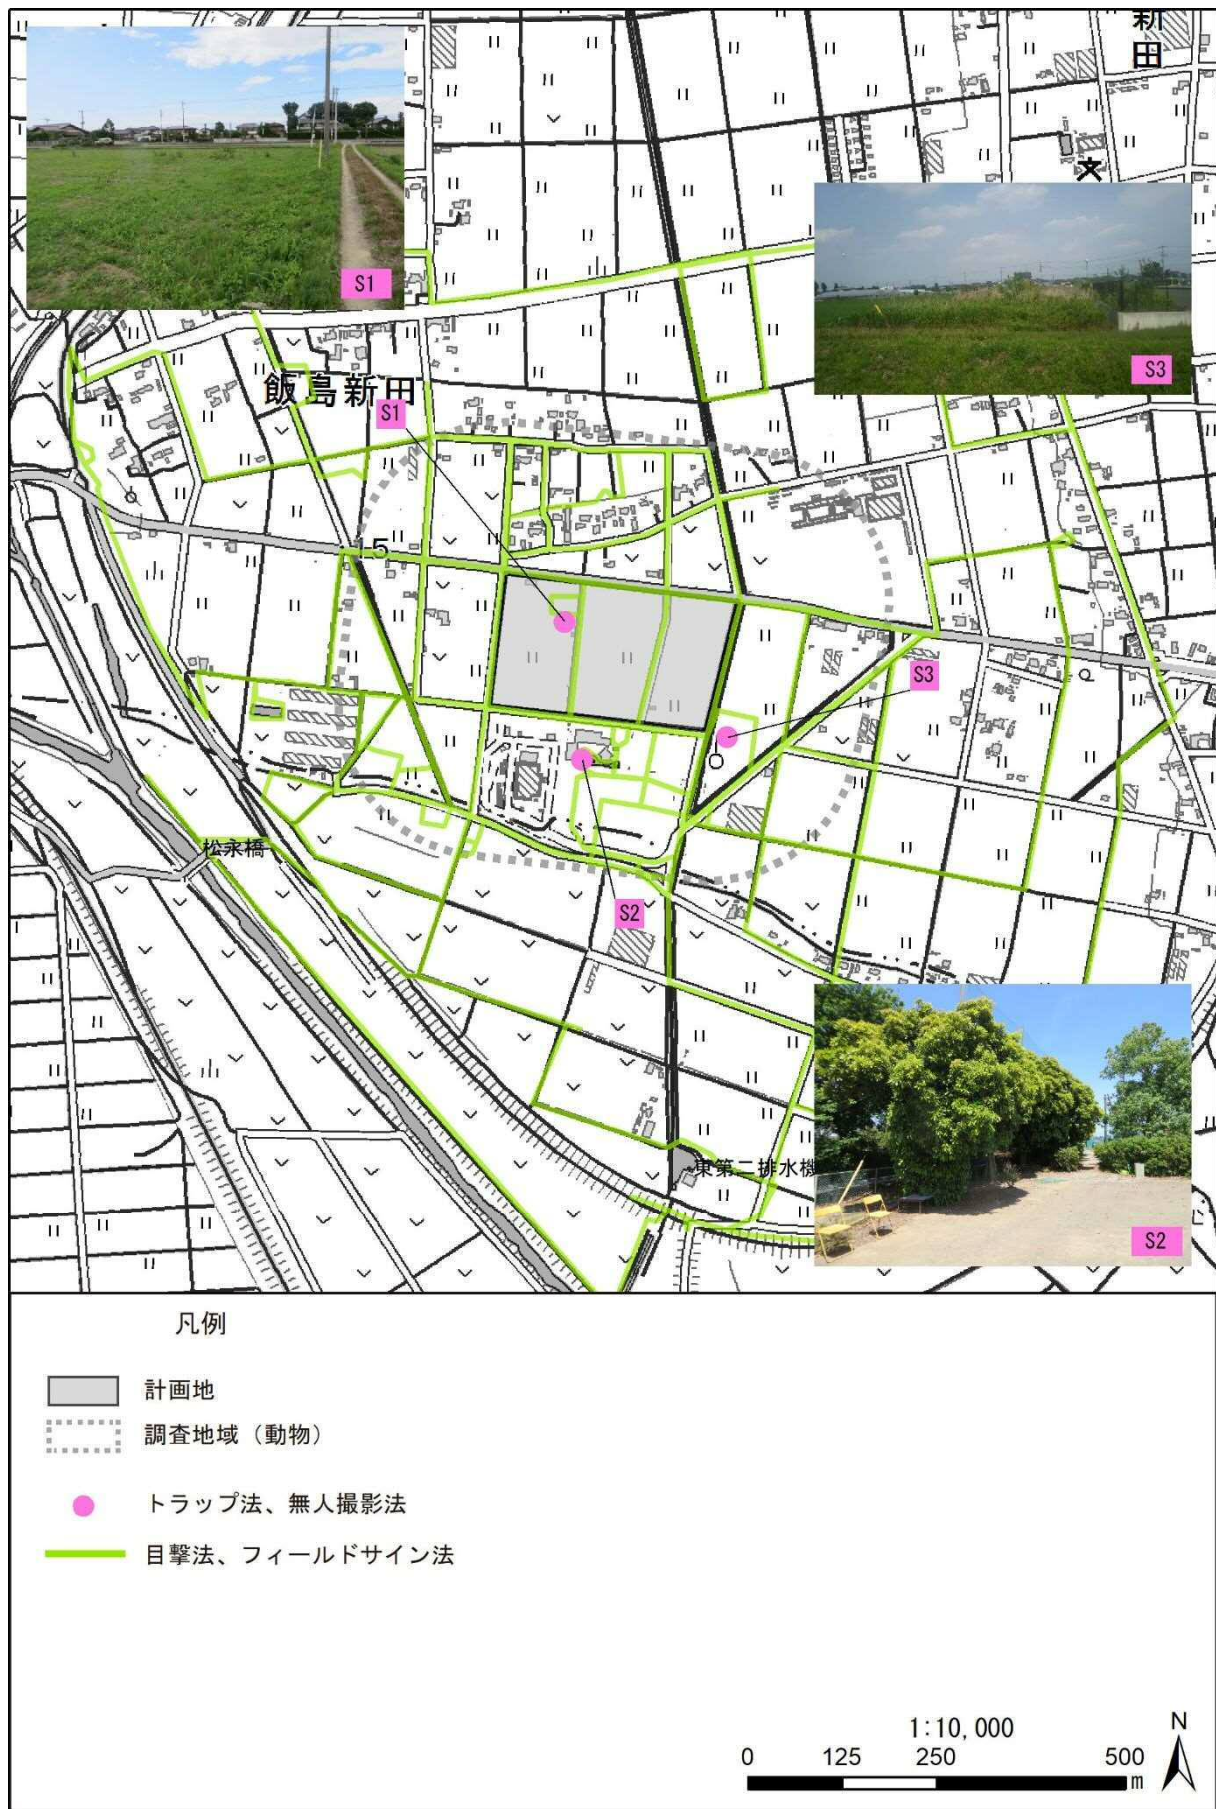 新田
S1
S3
飯島新田
S1
15
S3
松永橋
S2
東第二排水機
S2
凡例
計画地
調査地域（動物）
トラップ法、無人撮影法
目撃法、フィールドサイン法
1:10,000
N
0 125 250 500
m